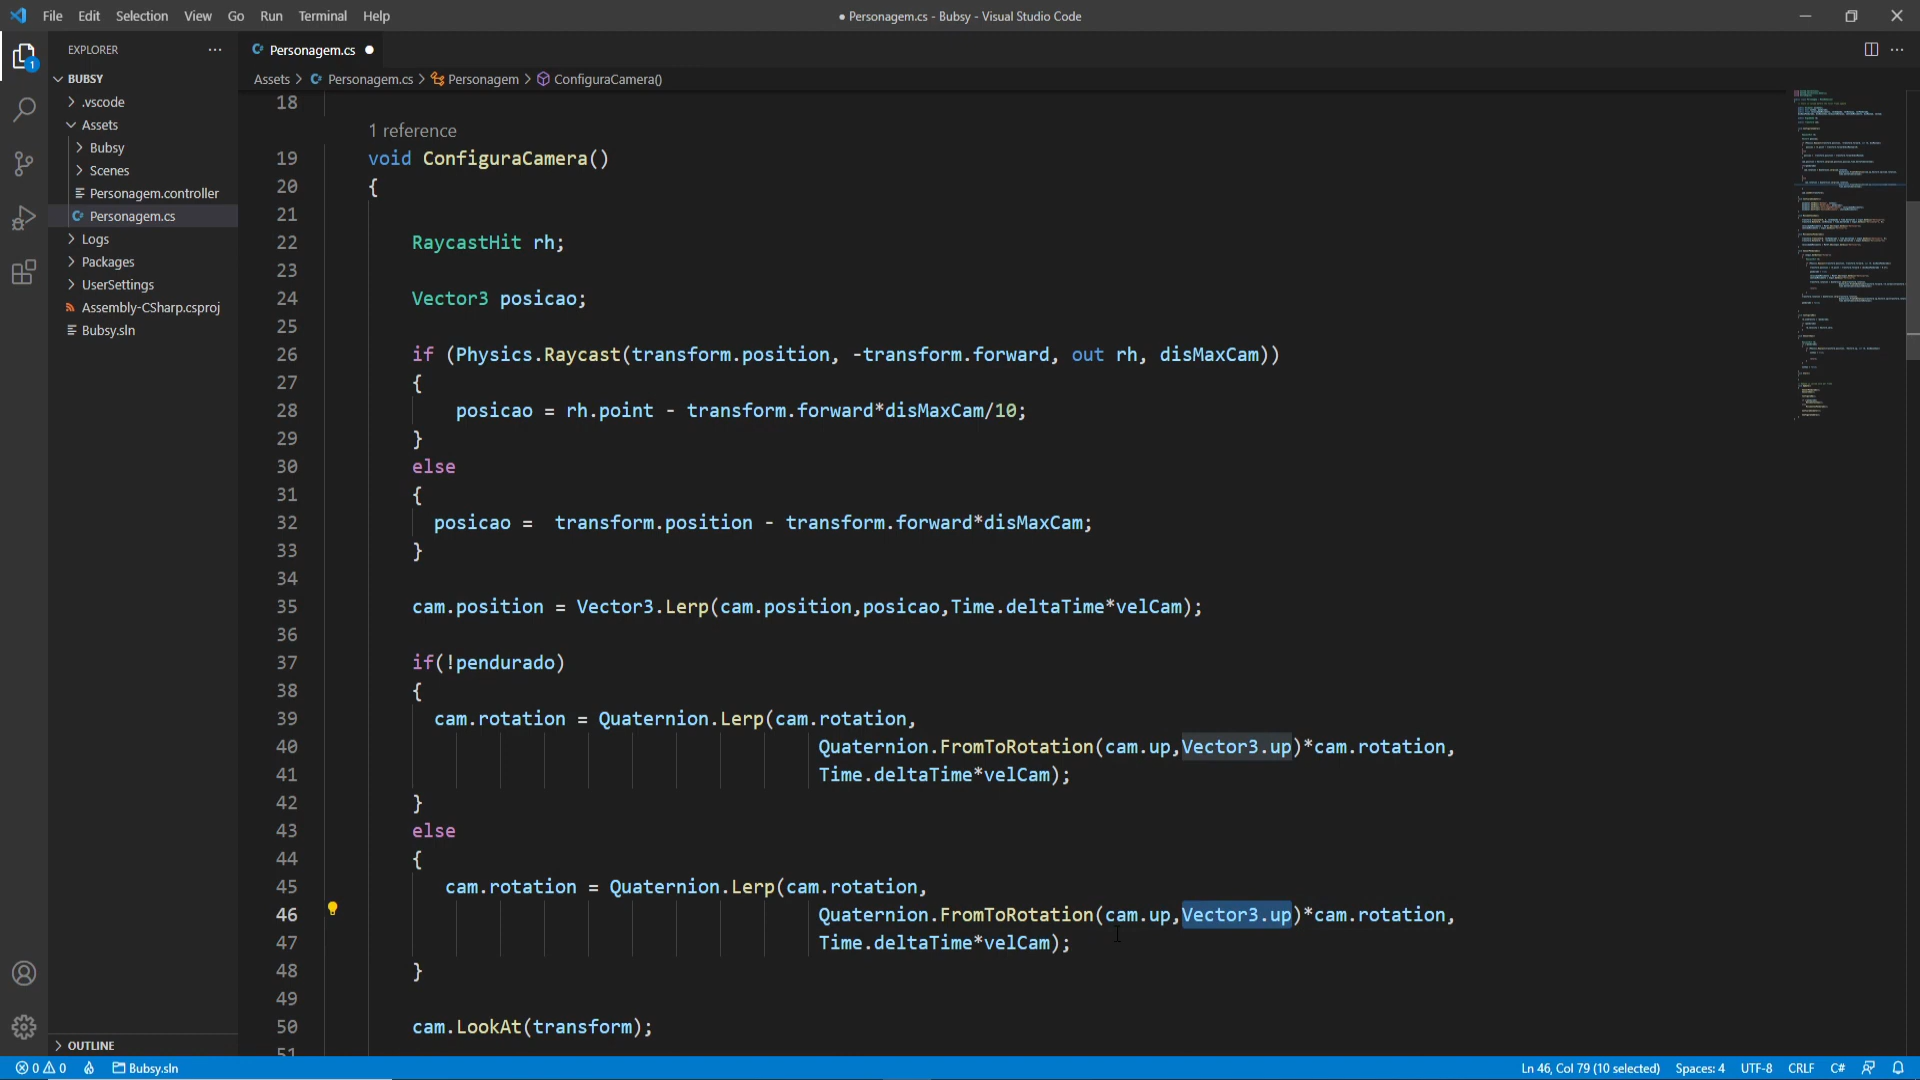 File Edit Selection View Go Run Terminal Help
● Personagem.cs - Bubsy - Visual Studio Code
EXPLORER
BUBSY
.vscode
Assets
Bubsy
Scenes
Personagem.controller
Personagem.cs
Logs
Packages
UserSettings
Assembly-CSharp.csproj
Bubsy.sln
OUTLINE
1
Personagem.cs
Assets > Personagem.cs > Personagem > ConfiguraCamera()
18
1 reference
19 void ConfiguraCamera()
20 {
21
22 RaycastHit rh;
23
24 Vector3 posicao;
25
26 if (Physics.Raycast(transform.position, -transform.forward, out rh, disMaxCam))
27 {
28 posicao = rh.point - transform.forward*disMaxCam/10;
29 }
30 else
31 {
32 posicao =  transform.position - transform.forward*disMaxCam;
33 }
34
35 cam.position = Vector3.Lerp(cam.position,posicao,Time.deltaTime*velCam);
36
37 if(!pendurado)
38 {
39 cam.rotation = Quaternion.Lerp(cam.rotation,
40 Quaternion.FromToRotation(cam.up,Vector3.up)*cam.rotation,
41 Time.deltaTime*velCam);
42 }
43 else
44 {
45 cam.rotation = Quaternion.Lerp(cam.rotation,
46 Quaternion.FromToRotation(cam.up,Vector3.up)*cam.rotation,
47 Time.deltaTime*velCam);
48 }
49
50 cam.LookAt(transform);
51
0 0 Bubsy.sln
Ln 46, Col 79 (10 selected) Spaces: 4 UTF-8 CRLF C#